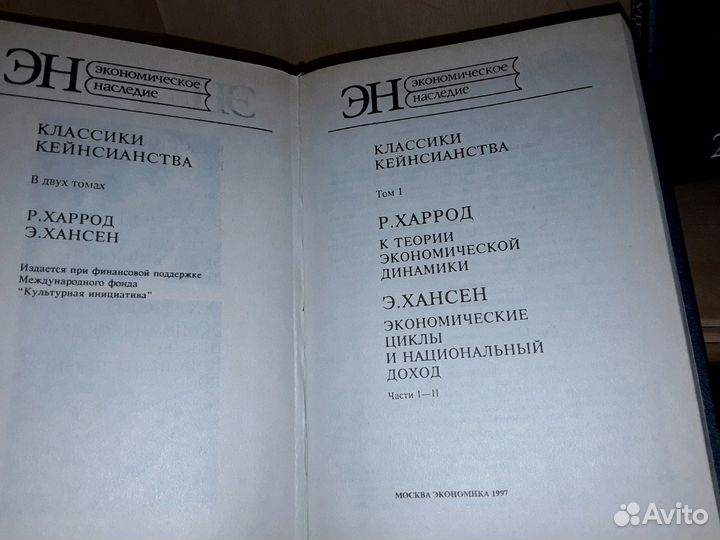 ЭН экономическое
наследие
КЛАССИКИ
КЕЙНСИАНСТВА
В двух томах
Р.ХАРРОД
Э.ХАНСЕН
Издается при финансовой поддержке
Международного фонда
"Культурная инициатива"
ЭН экономическое
наследие
КЛАССИКИ
КЕЙНСИАНСТВА
Том 1
Р.ХАРРОД
К ТЕОРИИ
ЭКОНОМИЧЕСКОЙ
ДИНАМИКИ
Э.ХАНСЕН
ЭКОНОМИЧЕСКИЕ
ЦИКЛЫ
И НАЦИОНАЛЬНЫЙ
ДОХОД
Части I—II
МОСКВА ЭКОНОМИКА 1997
Avito